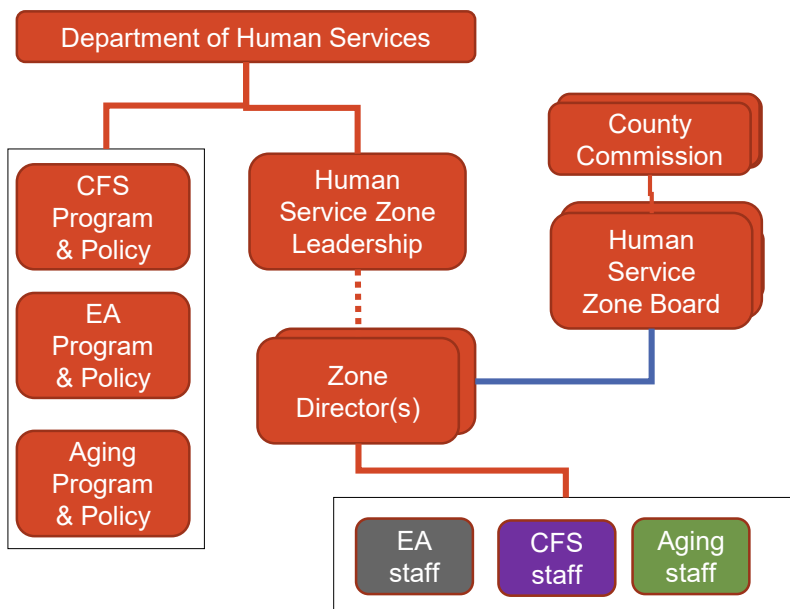 Department of Human Services
CFS
Program
& Policy
EA
Program
& Policy
Aging
Program
& Policy
Human
Service Zone
Leadership
County
Commission
Human
Service
Zone Board
Zone
Director(s)
EA
staff
CFS
staff
Aging
staff